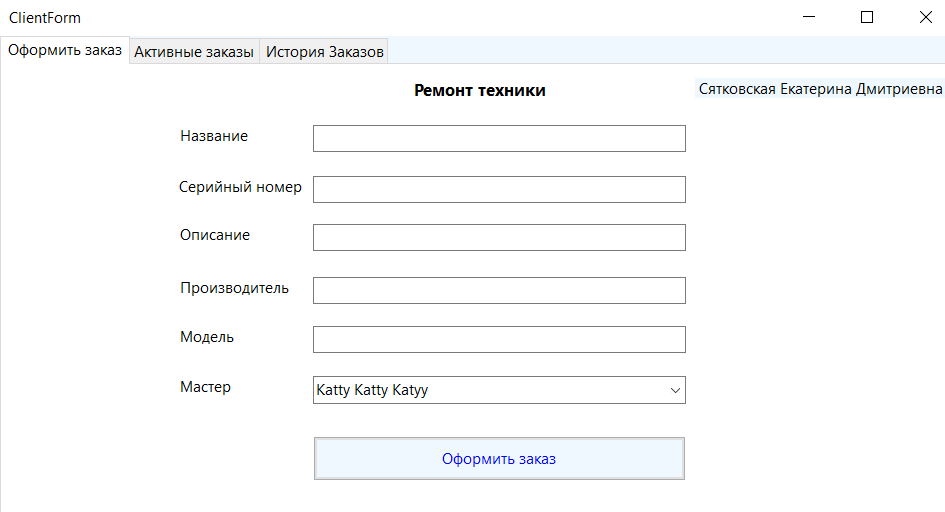 ClientForm
Оформить заказ Активные заказы История Заказов
Ремонт техники Сятковская Екатерина Дмитриевна
Название
Серийный номер
Описание
Производитель
Модель
Мастер Katty Katty Katyy
Оформить заказ